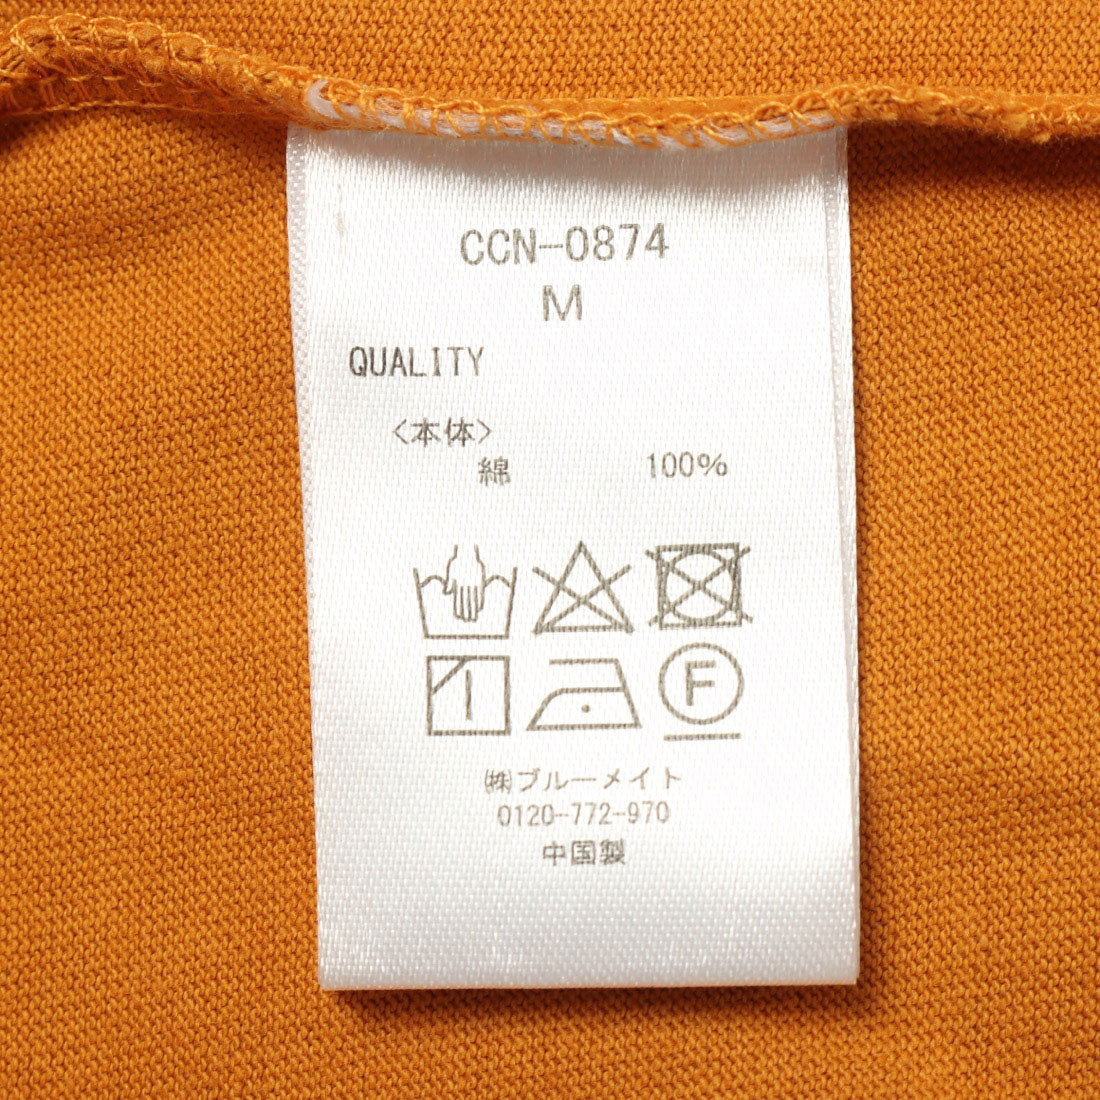 CCN-0874
M
QUALITY
<本体>
綿 100%
F
㈱ブルーメイト
0120-772-970
中国製